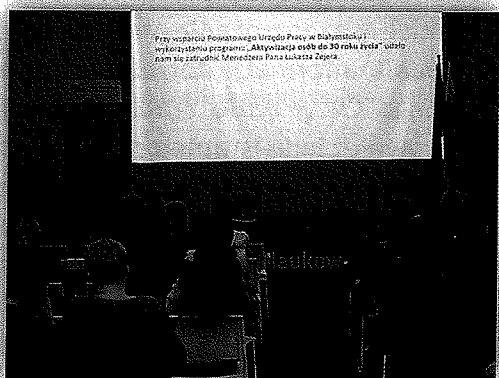 Przy wsparciu Powiatowego Urzędu Pracy w Białymstoku i
wykorzystaniu programu „Aktywizacja osób do 30 roku życia" udało
nam się zatrudnić Menedżera Pana Łukasza Zejera.
Naukow